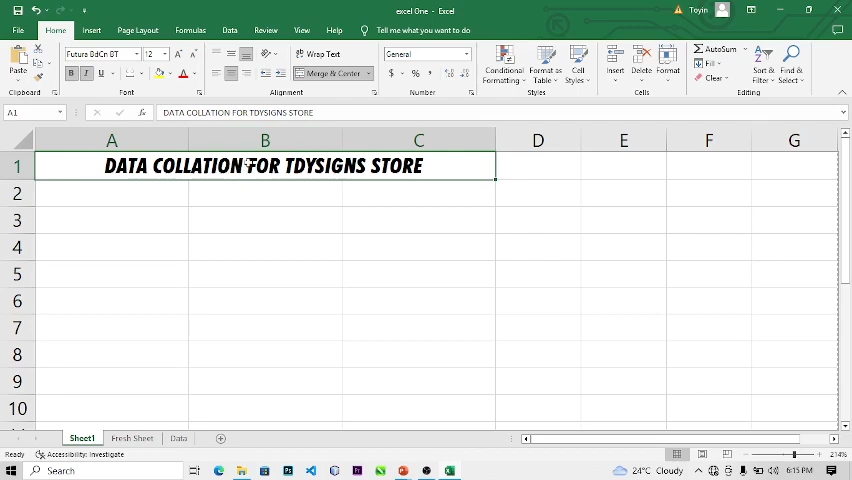 excel One - Excel
Toyin
File Home Insert Page Layout Formulas Data Review View Help Tell me what you want to do
Paste
Futura BdCn BT 12
B I U
Wrap Text
Merge & Center
General
$ % ,
Conditional Formatting
Format as Table
Cell Styles
Insert Delete Format
AutoSum
Fill
Clear
Sort & Filter
Find & Select
Clipboard Font Alignment Number Styles Cells Editing
A1 fx DATA COLLATION FOR TDYSIGNS STORE
A B C D E F G
1 DATA COLLATION FOR TDYSIGNS STORE
2
3
4
5
6
7
8
9
10
Sheet1 Fresh Sheet Data
Ready Accessibility: Investigate 214%
Search 24°C Cloudy 6:15 PM